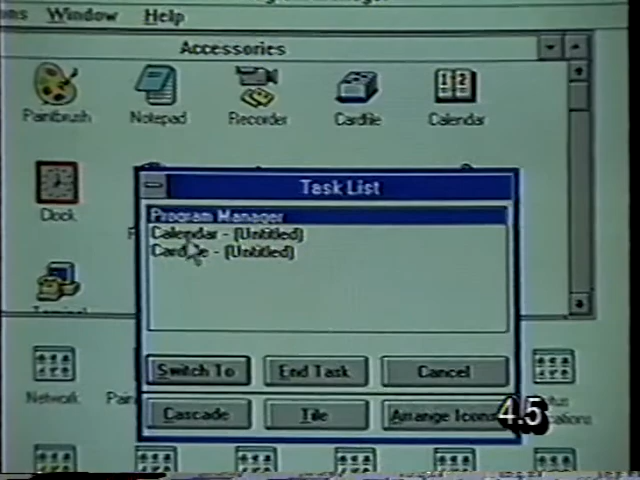 Window Help
Accessories
Paintbrush Notepad Recorder Cardfile Calendar
Clock
Task List
Program Manager
Calendar - (Untitled)
Cardfile - (Untitled)
Terminal
Switch To End Task Cancel
Network
Cascade Tile Arrange Icons
4.5